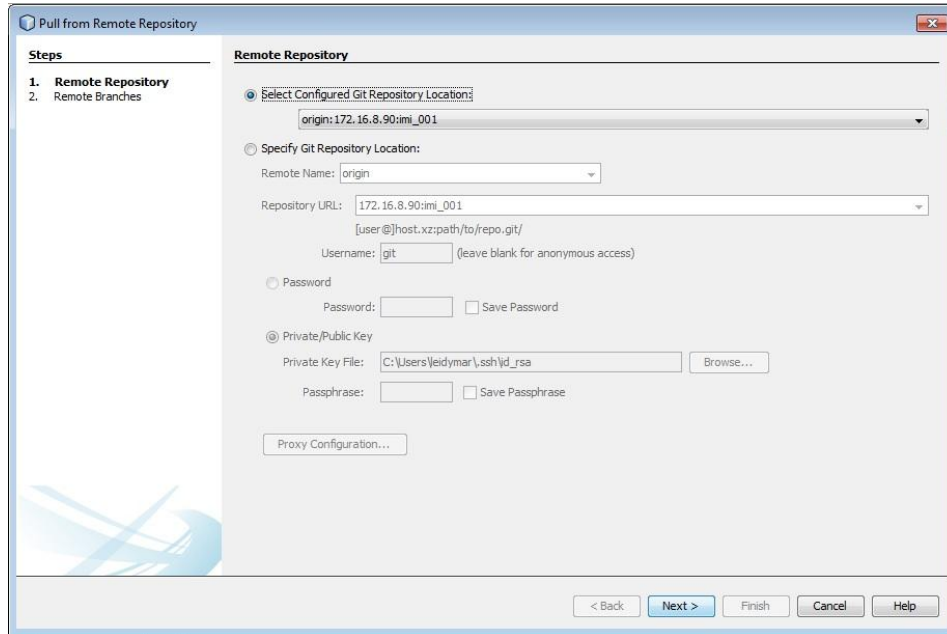 Pull from Remote Repository
Steps
1. Remote Repository
2. Remote Branches
Remote Repository
Select Configured Git Repository Location:
origin:172.16.8.90:imi_001
Specify Git Repository Location:
Remote Name: origin
Repository URL: 172.16.8.90:imi_001
[user@]host.xz:path/to/repo.git/
Username: git (leave blank for anonymous access)
Password
Password: Save Password
Private/Public Key
Private Key File: C:\Users\leidymar\.ssh\id_rsa Browse...
Passphrase: Save Passphrase
Proxy Configuration...
< Back Next > Finish Cancel Help